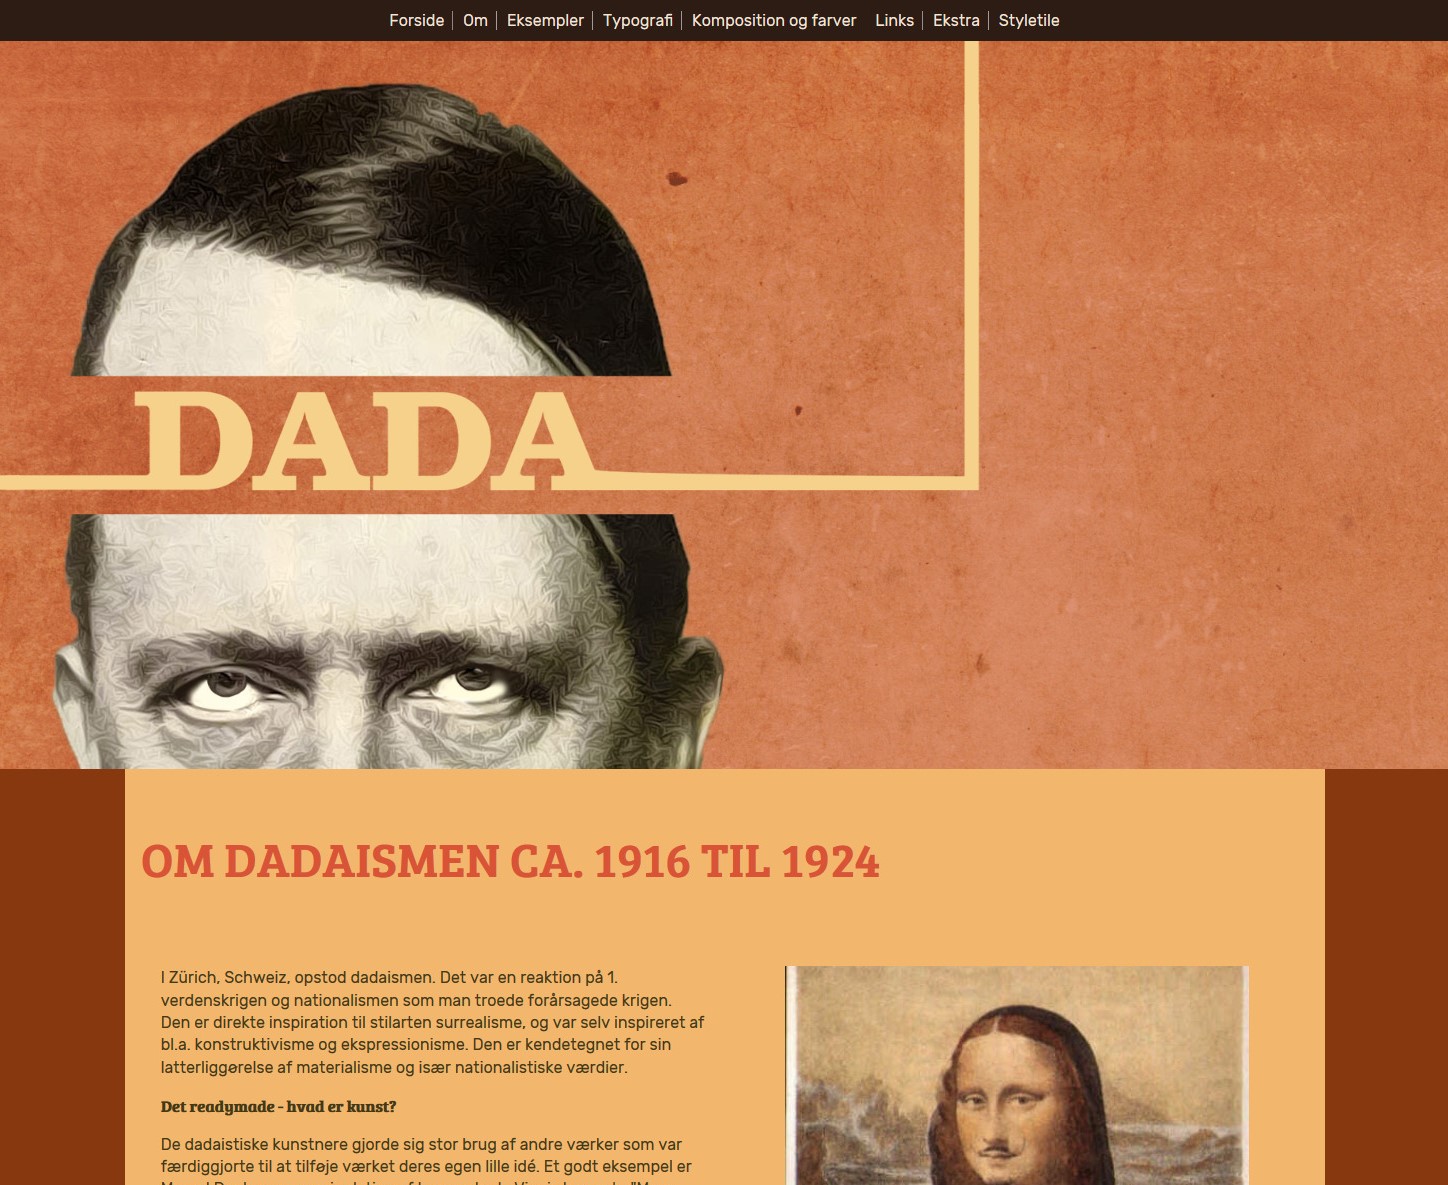 Forside Om Eksempler Typografi Komposition og farver Links Ekstra Styletile
DADA
OM DADAISMEN CA. 1916 TIL 1924
I Zürich, Schweiz, opstod dadaismen. Det var en reaktion på 1.
verdenskrigen og nationalismen som man troede forårsagede krigen.
Den er direkte inspiration til stilarten surrealisme, og var selv inspireret af
bl.a. konstruktivisme og ekspressionisme. Den er kendetegnet for sin
latterliggørelse af materialisme og især nationalistiske værdier.
Det readymade - hvad er kunst?
De dadaistiske kunstnere gjorde sig stor brug af andre værker som var
færdiggjorte til at tilføje værket deres egen lille idé. Et godt eksempel er